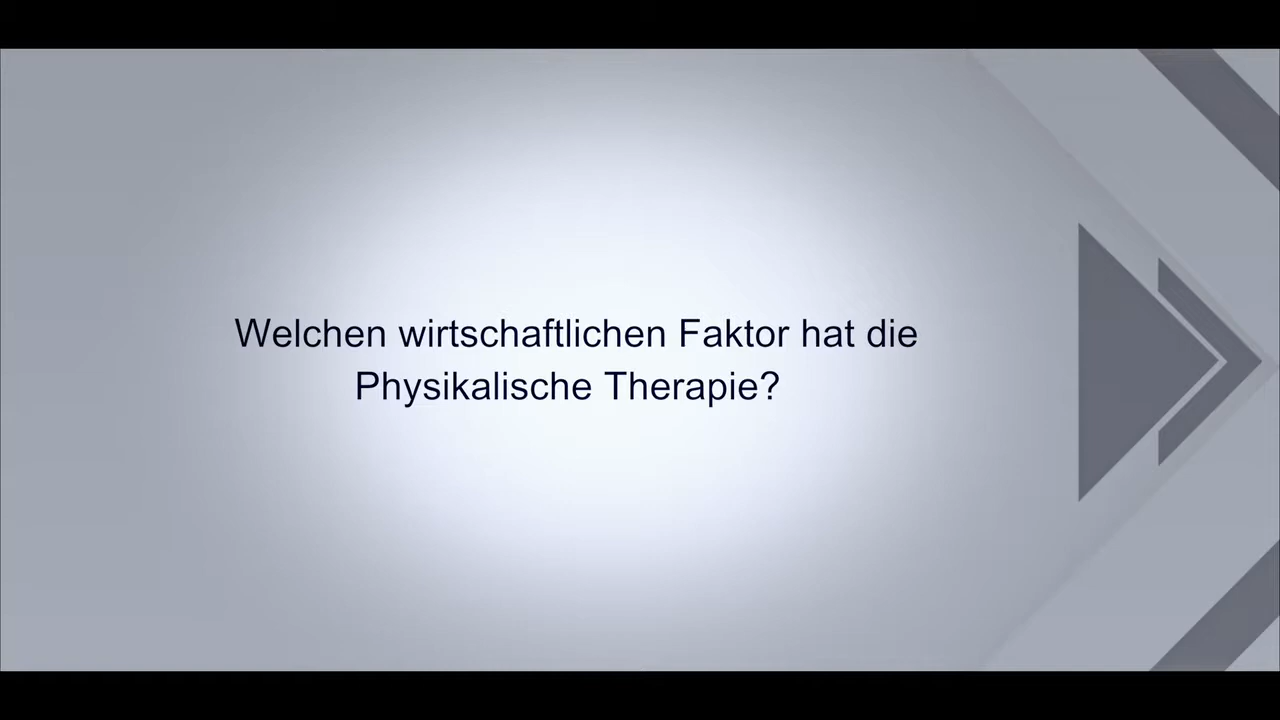 Welchen wirtschaftlichen Faktor hat die
Physikalische Therapie?